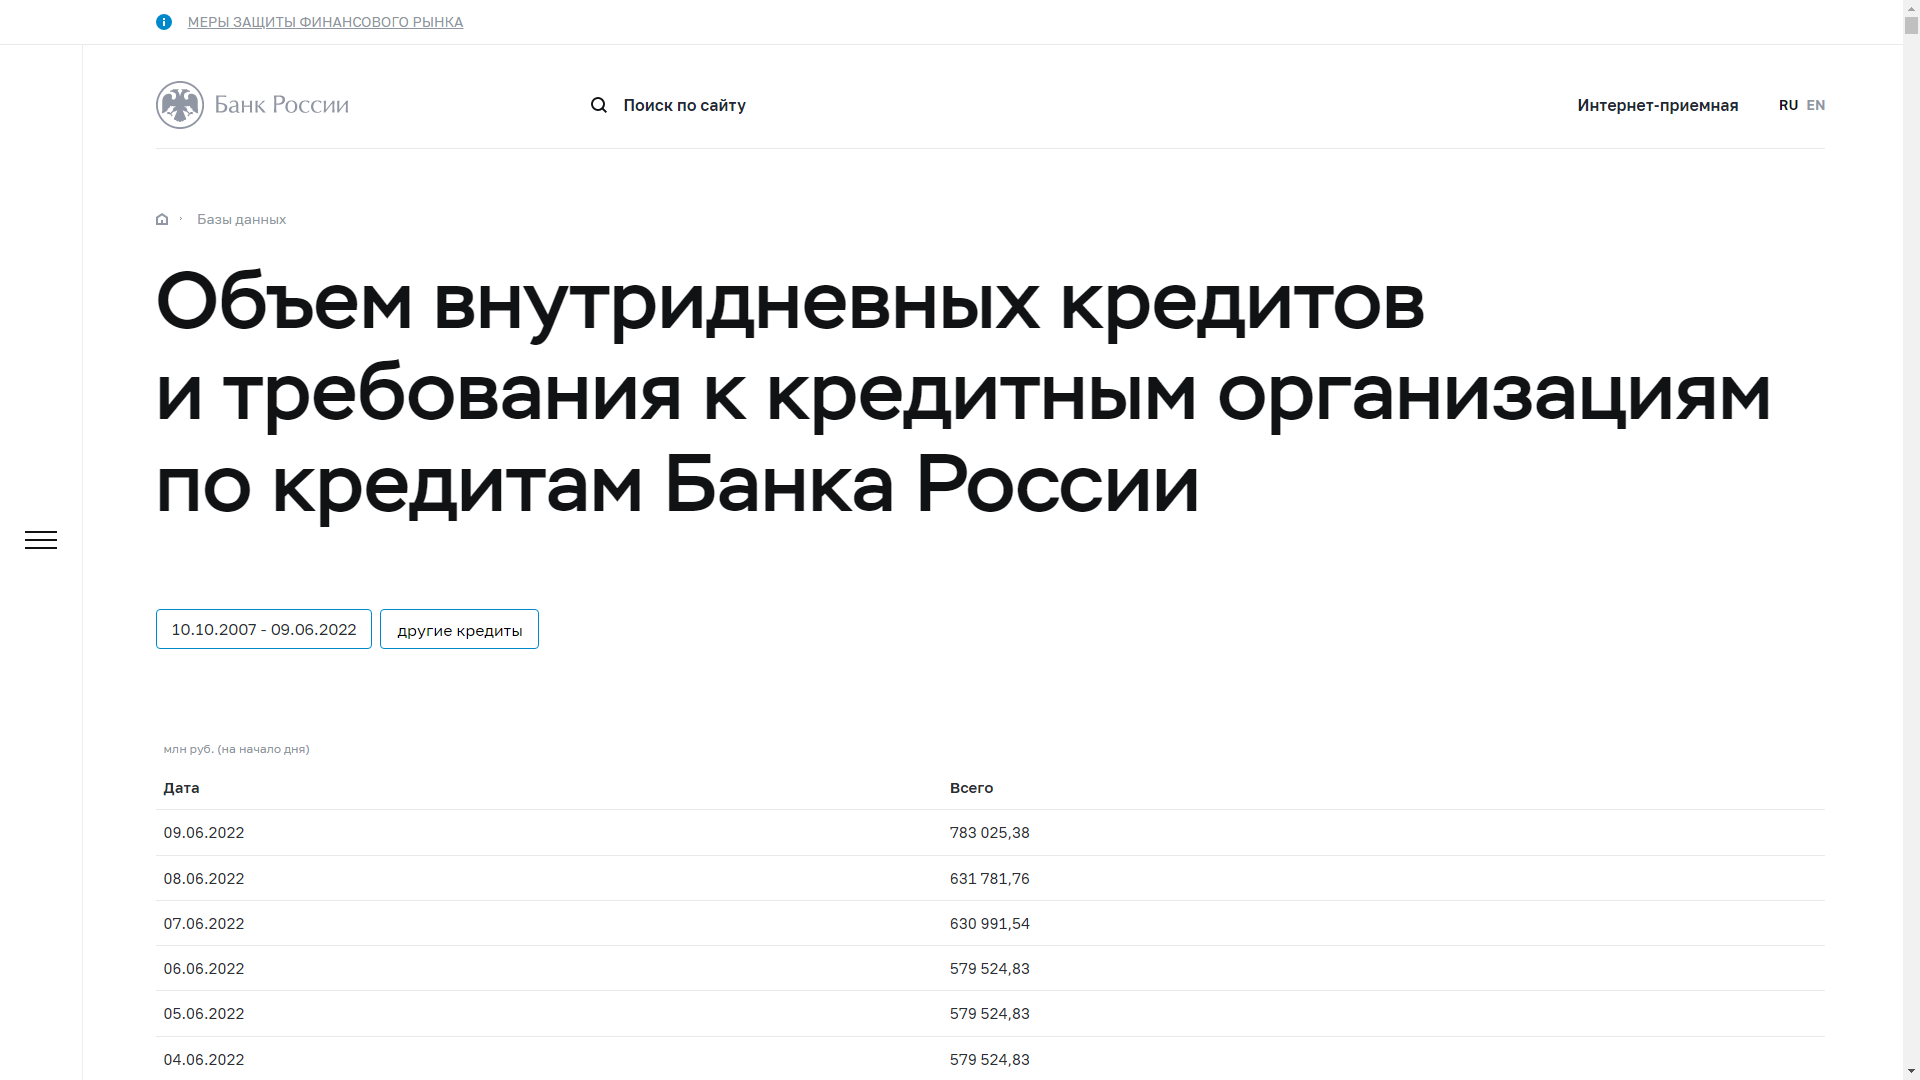 МЕРЫ ЗАЩИТЫ ФИНАНСОВОГО РЫНКА
Банк России
Поиск по сайту
Интернет-приемная
RU EN
Базы данных
Объем внутридневных кредитов
и требования к кредитным организациям
по кредитам Банка России
10.10.2007 - 09.06.2022
другие кредиты
млн руб. (на начало дня)
Дата Всего
09.06.2022 783 025,38
08.06.2022 631 781,76
07.06.2022 630 991,54
06.06.2022 579 524,83
05.06.2022 579 524,83
04.06.2022 579 524,83